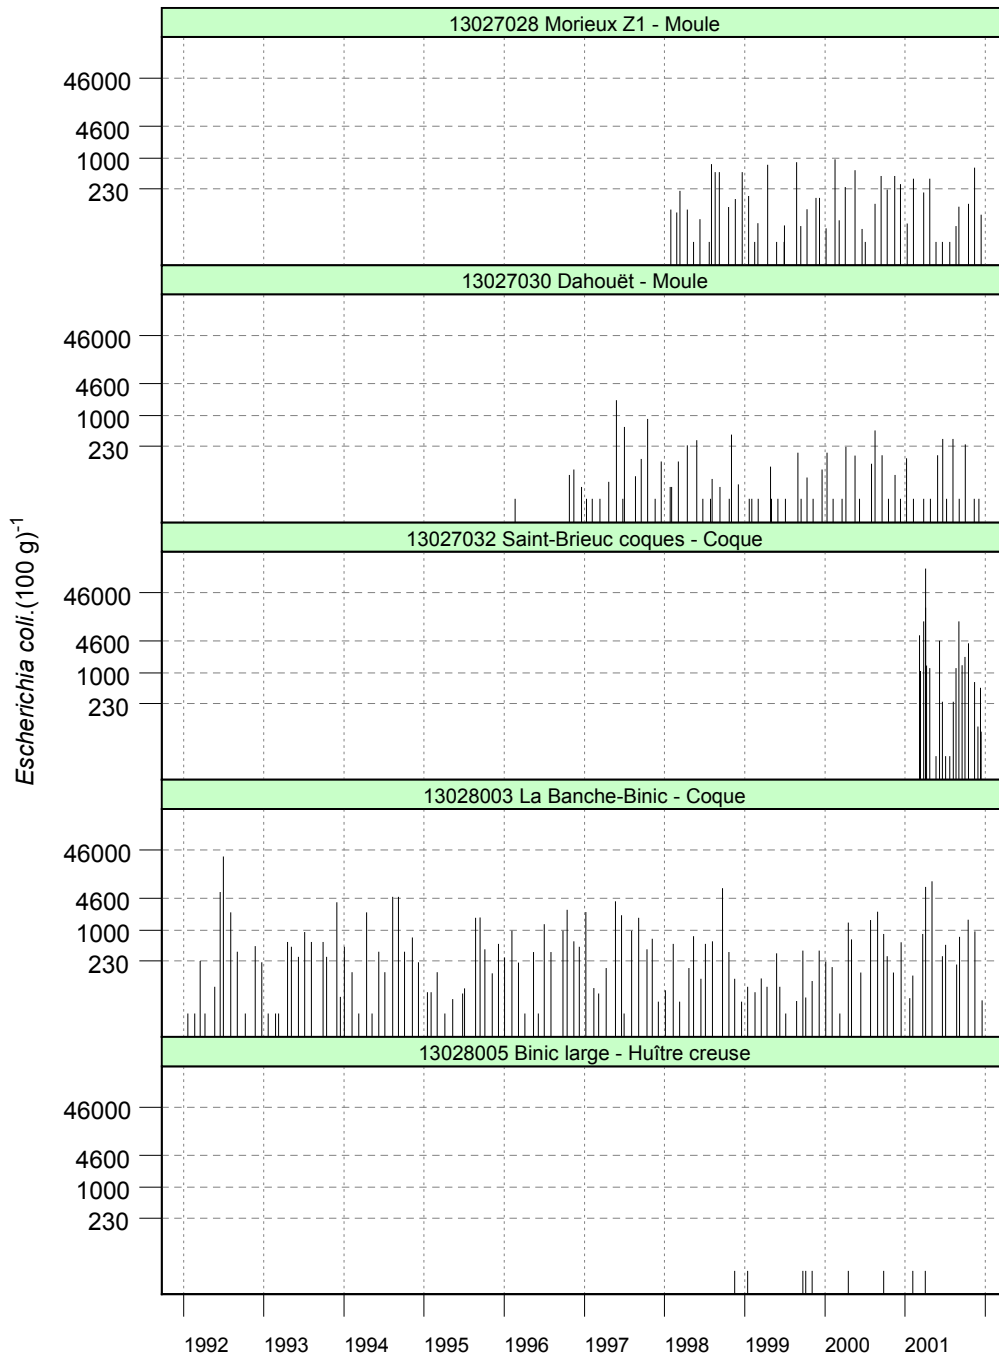 13027028 Morieux Z1 - Moule
46000
4600
1000
230
13027030 Dahouët - Moule
46000
4600
1000
230
13027032 Saint-Brieuc coques - Coque
46000
4600
1000
230
13028003 La Banche-Binic - Coque
46000
4600
1000
230
13028005 Binic large - Huître creuse
46000
4600
1000
230
Escherichia coli.(100 g)-1
1992 1993 1994 1995 1996 1997 1998 1999 2000 2001